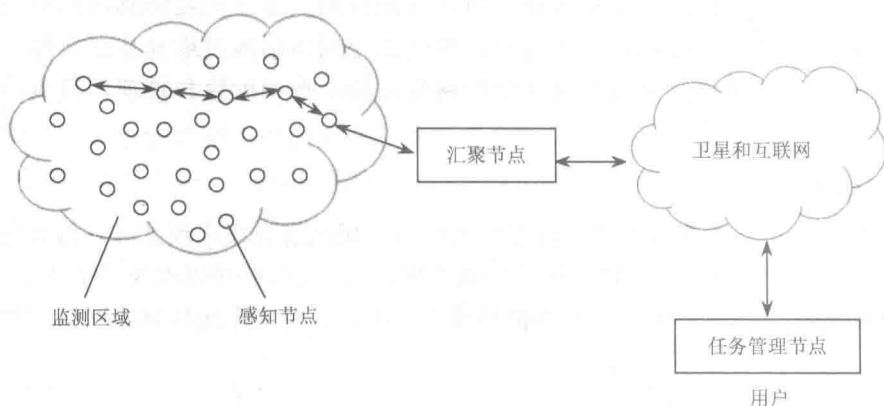 汇聚节点
卫星和互联网
监测区域
感知节点
任务管理节点
用户